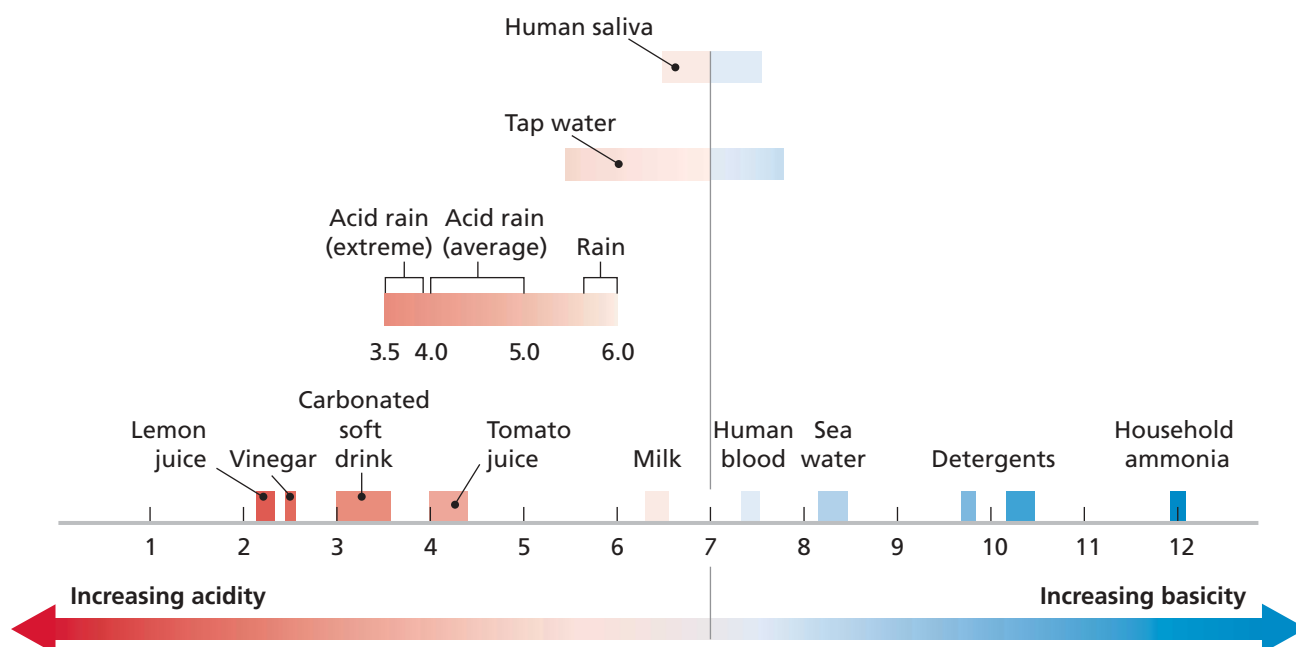 Human saliva
Tap water
Acid rain
(extreme)
Acid rain
(average)
Rain
3.5 4.0 5.0 6.0
Lemon
juice
Vinegar
Carbonated
soft
drink
Tomato
juice
Milk
Human
blood
Sea
water
Detergents
Household
ammonia
1 2 3 4 5 6 7 8 9 10 11 12
Increasing acidity
Increasing basicity